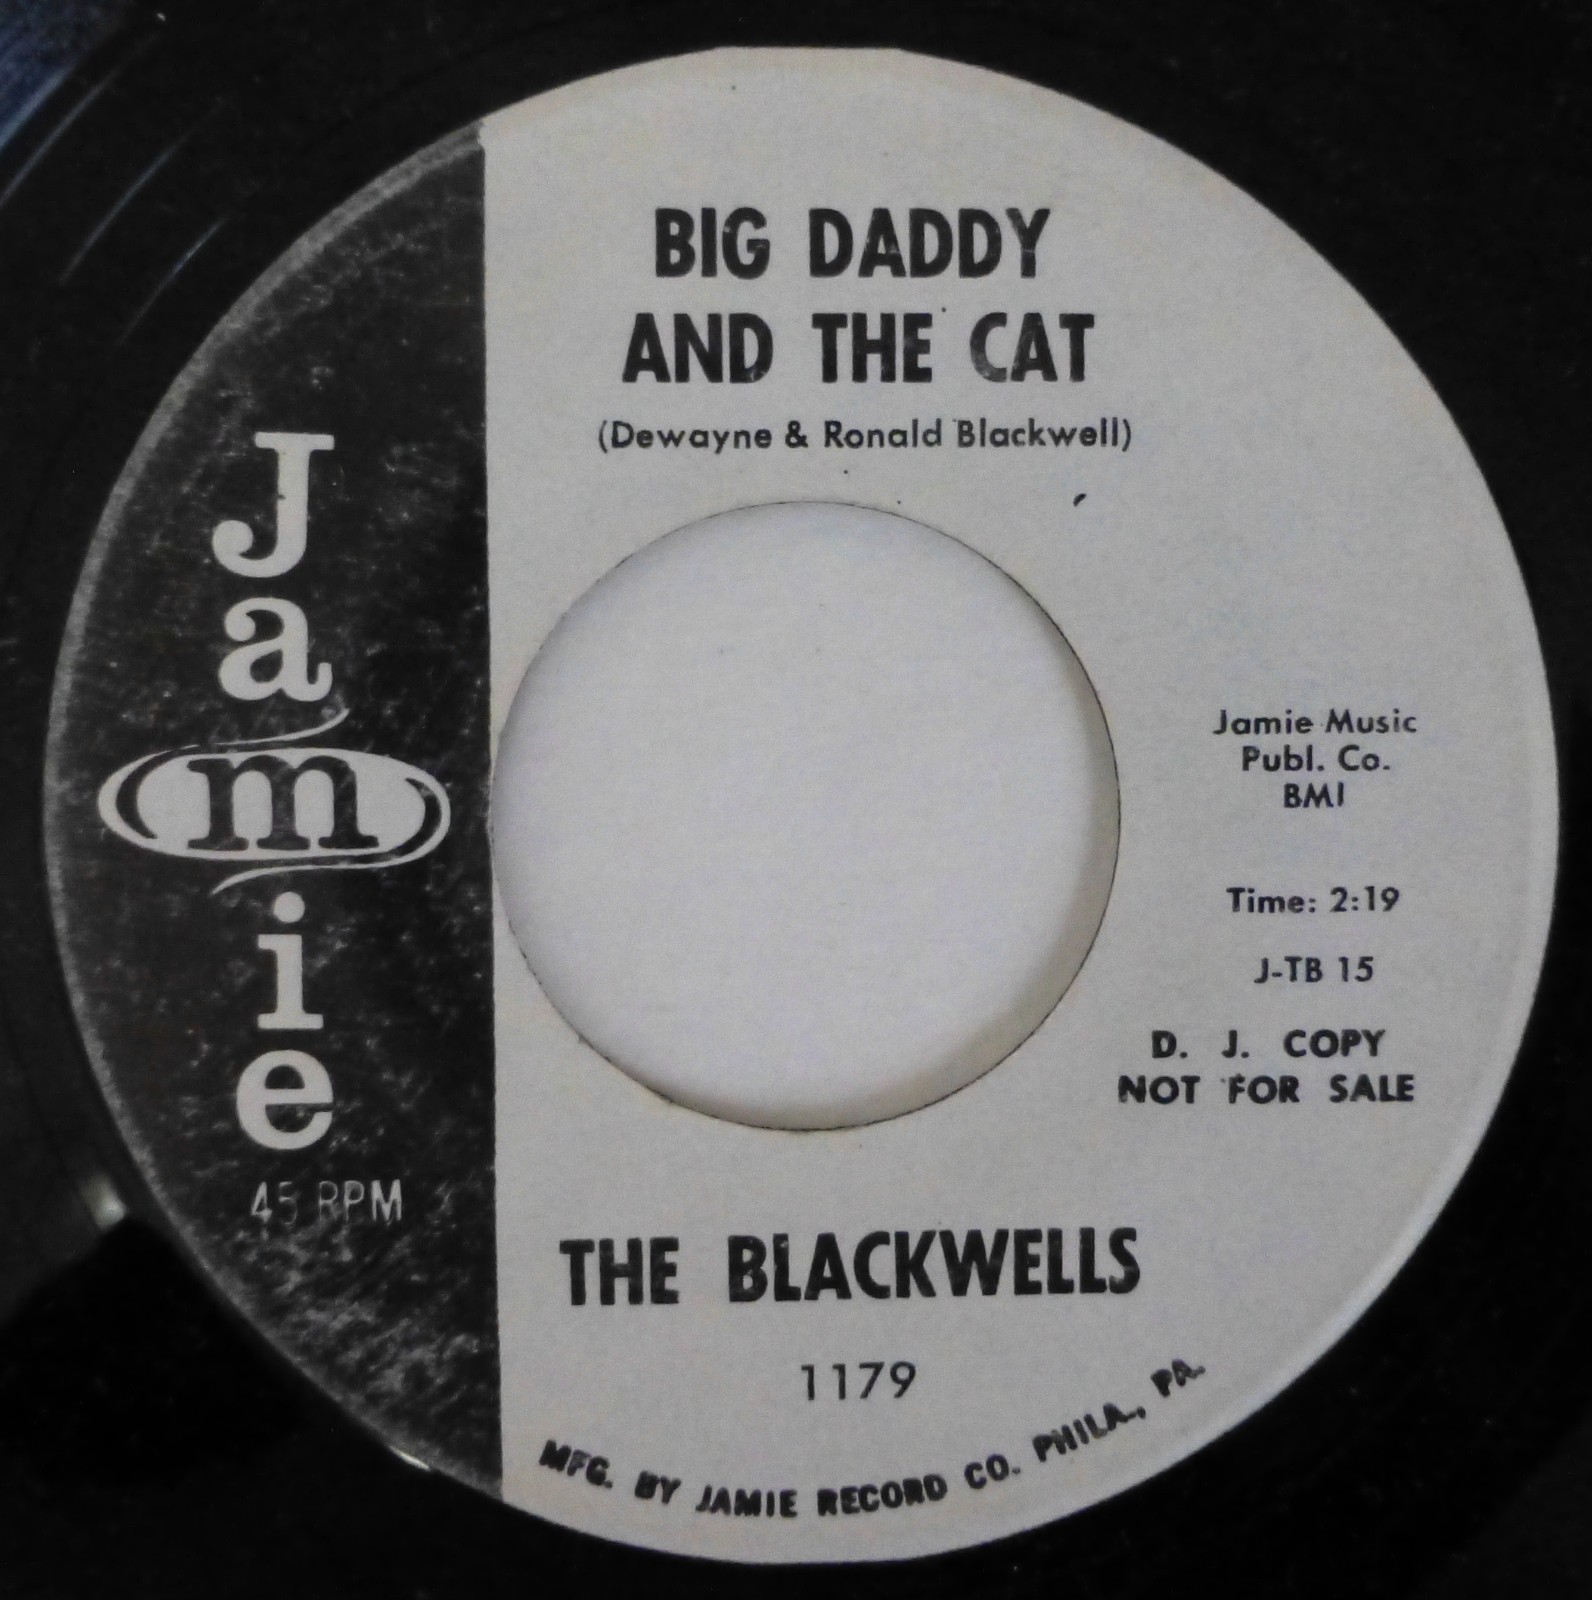 BIG DADDY
AND THE CAT
(Dewayne & Ronald Blackwell)
Jamie
45 RPM
Jamie Music
Publ. Co.
BMI
Time: 2:19
J-TB 15
D. J. COPY
NOT FOR SALE
THE BLACKWELLS
1179
MFG. BY JAMIE RECORD CO. PHILA., PA.